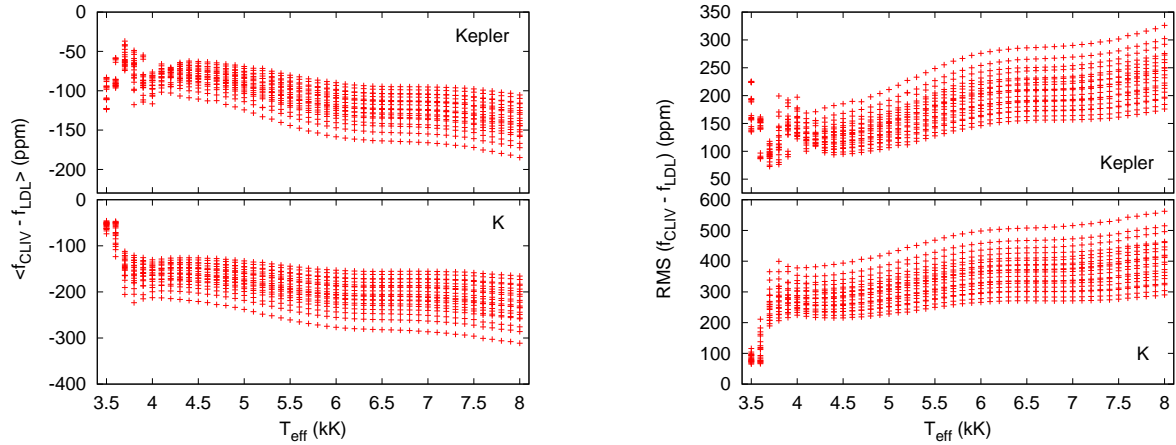 0
-50
-100
-150
-200
Kepler
0
-100
-200
-300
-400
K
3.5 4 4.5 5 5.5 6 6.5 7 7.5 8
T_eff (kK)
<f_CLIV - f_LDL> (ppm)
350
300
250
200
150
100
50
Kepler
600
500
400
300
200
100
0
K
3.5 4 4.5 5 5.5 6 6.5 7 7.5 8
T_eff (kK)
RMS (f_CLIV - f_LDL) (ppm)